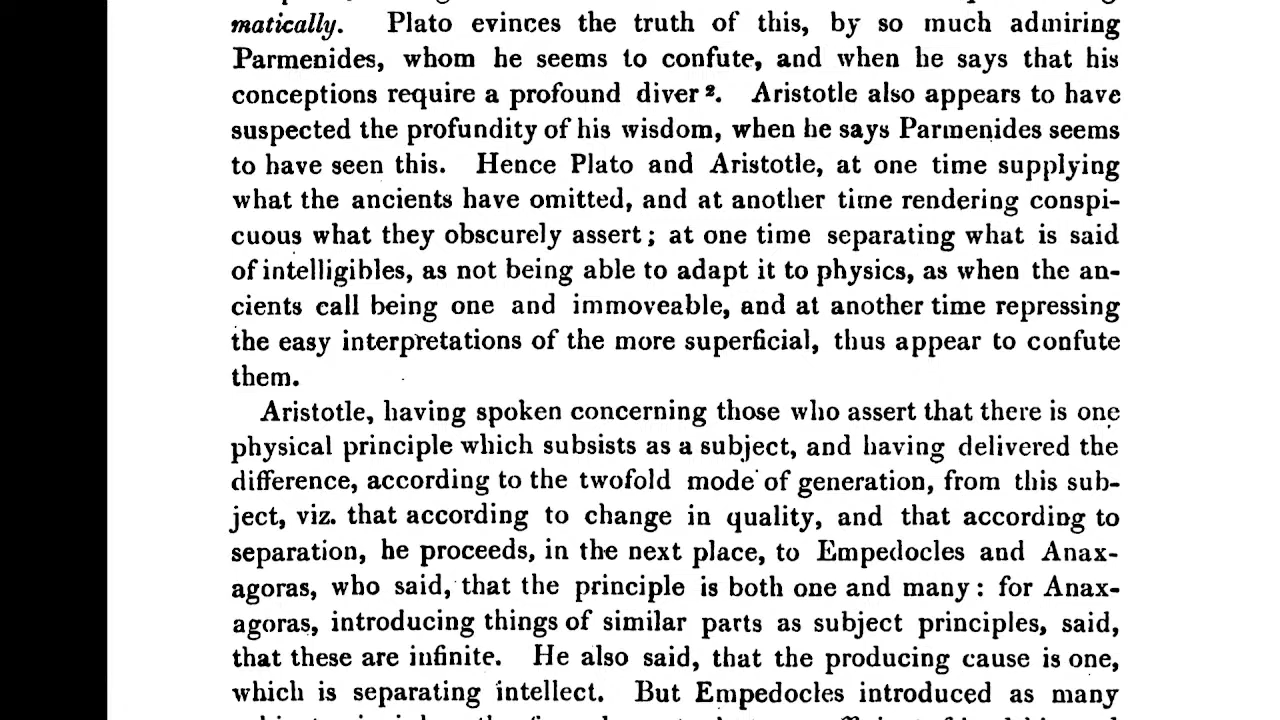 matically. Plato evinces the truth of this, by so much admiring
Parmenides, whom he seems to confute, and when he says that his
conceptions require a profound diver². Aristotle also appears to have
suspected the profundity of his wisdom, when he says Parmenides seems
to have seen this. Hence Plato and Aristotle, at one time supplying
what the ancients have omitted, and at another time rendering conspi-
cuous what they obscurely assert; at one time separating what is said
of intelligibles, as not being able to adapt it to physics, as when the an-
cients call being one and immoveable, and at another time repressing
the easy interpretations of the more superficial, thus appear to confute
them.
Aristotle, having spoken concerning those who assert that there is one
physical principle which subsists as a subject, and having delivered the
difference, according to the twofold mode of generation, from this sub-
ject, viz. that according to change in quality, and that according to
separation, he proceeds, in the next place, to Empedocles and Anax-
agoras, who said, that the principle is both one and many: for Anax-
agoras, introducing things of similar parts as subject principles, said,
that these are infinite. He also said, that the producing cause is one,
which is separating intellect. But Empedocles introduced as many